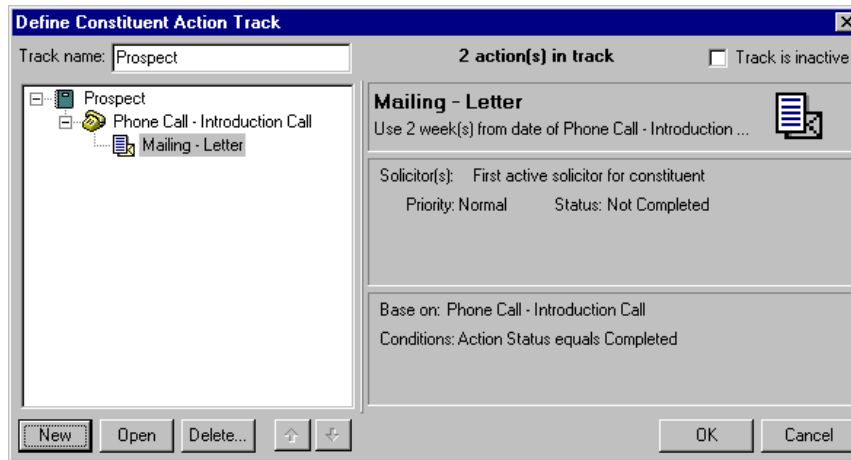 Define Constituent Action Track
Track name: Prospect
2 action(s) in track
Track is inactive
Prospect
Phone Call - Introduction Call
Mailing - Letter
Mailing - Letter
Use 2 week(s) from date of Phone Call - Introduction ...
Solicitor(s): First active solicitor for constituent
Priority: Normal Status: Not Completed
Base on: Phone Call - Introduction Call
Conditions: Action Status equals Completed
New Open Delete... OK Cancel